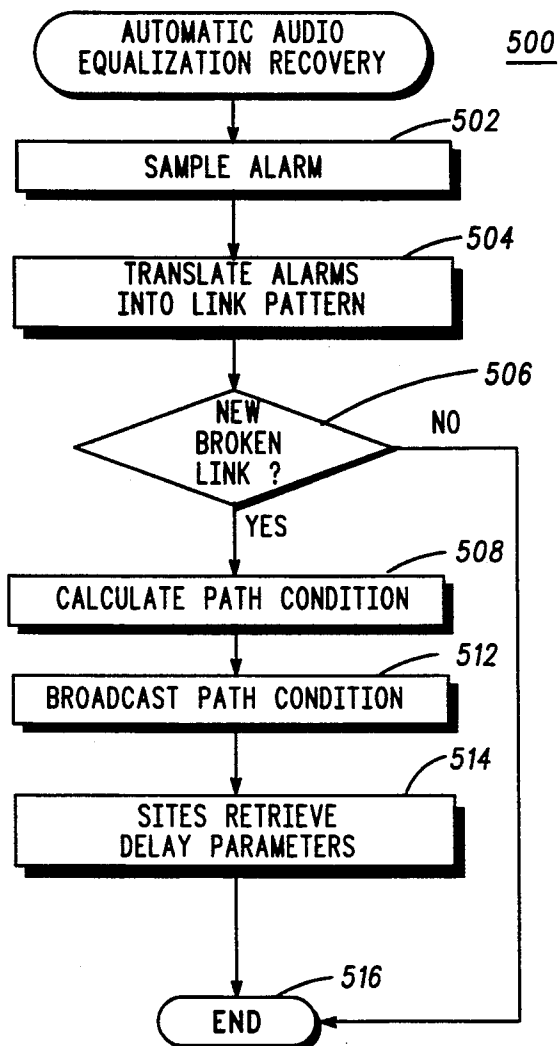 AUTOMATIC AUDIO
EQUALIZATION RECOVERY
500
502
SAMPLE ALARM
504
TRANSLATE ALARMS
INTO LINK PATTERN
506
NEW
BROKEN
LINK ?
NO
YES
508
CALCULATE PATH CONDITION
512
BROADCAST PATH CONDITION
514
SITES RETRIEVE
DELAY PARAMETERS
516
END